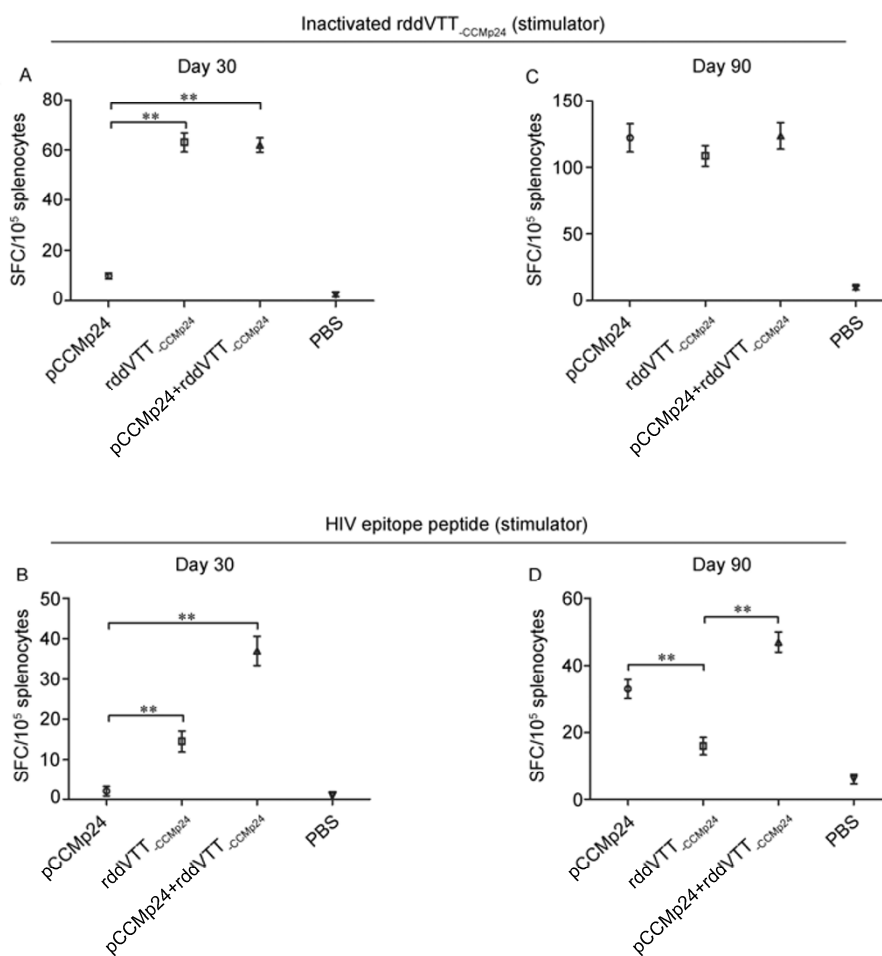 Inactivated rddVTT-CCMp24 (stimulator)
A
Day 30
SFC/10⁵ splenocytes
80
60
40
20
0
**
**
pCCMp24
rddVTT-CCMp24
pCCMp24+rddVTT-CCMp24
PBS
C
Day 90
SFC/10⁵ splenocytes
150
100
50
0
pCCMp24
rddVTT-CCMp24
pCCMp24+rddVTT-CCMp24
PBS
HIV epitope peptide (stimulator)
B
Day 30
SFC/10⁵ splenocytes
50
40
30
20
10
0
**
**
pCCMp24
rddVTT-CCMp24
pCCMp24+rddVTT-CCMp24
PBS
D
Day 90
SFC/10⁵ splenocytes
60
40
20
0
**
**
pCCMp24
rddVTT-CCMp24
pCCMp24+rddVTT-CCMp24
PBS